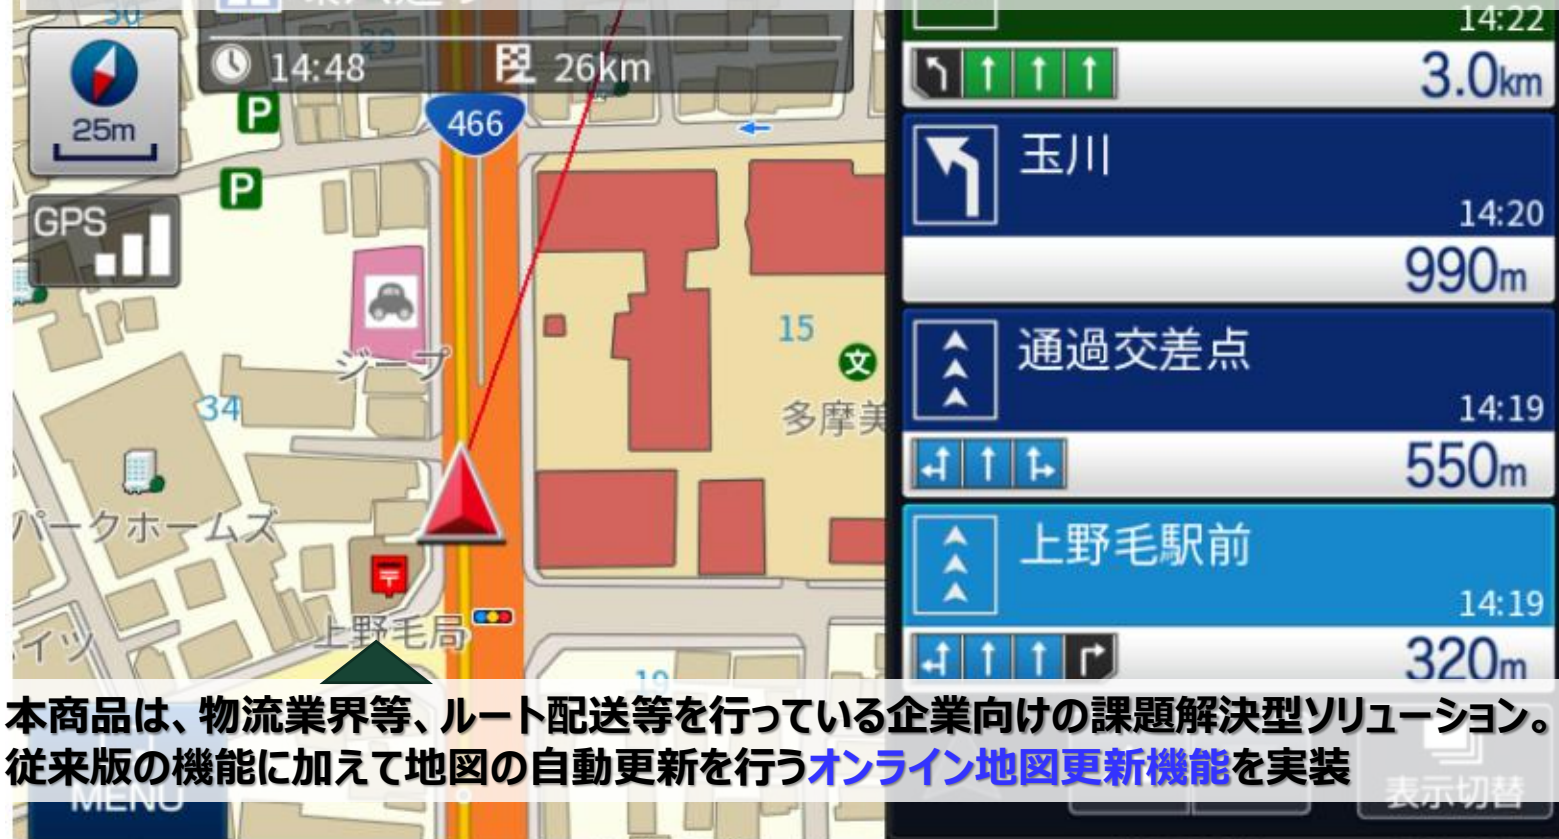 30
29
14:48
26km
25m
GPS
P
P
466
ジープ
15
文
34
多摩美
パークホームズ
〒
上野毛局
イツ
19
14:22
3.0km
玉川
14:20
990m
通過交差点
14:19
550m
上野毛駅前
14:19
320m
本商品は、物流業界等、ルート配送等を行っている企業向けの課題解決型ソリューション。
従来版の機能に加えて地図の自動更新を行うオンライン地図更新機能を実装
MENU
表示切替